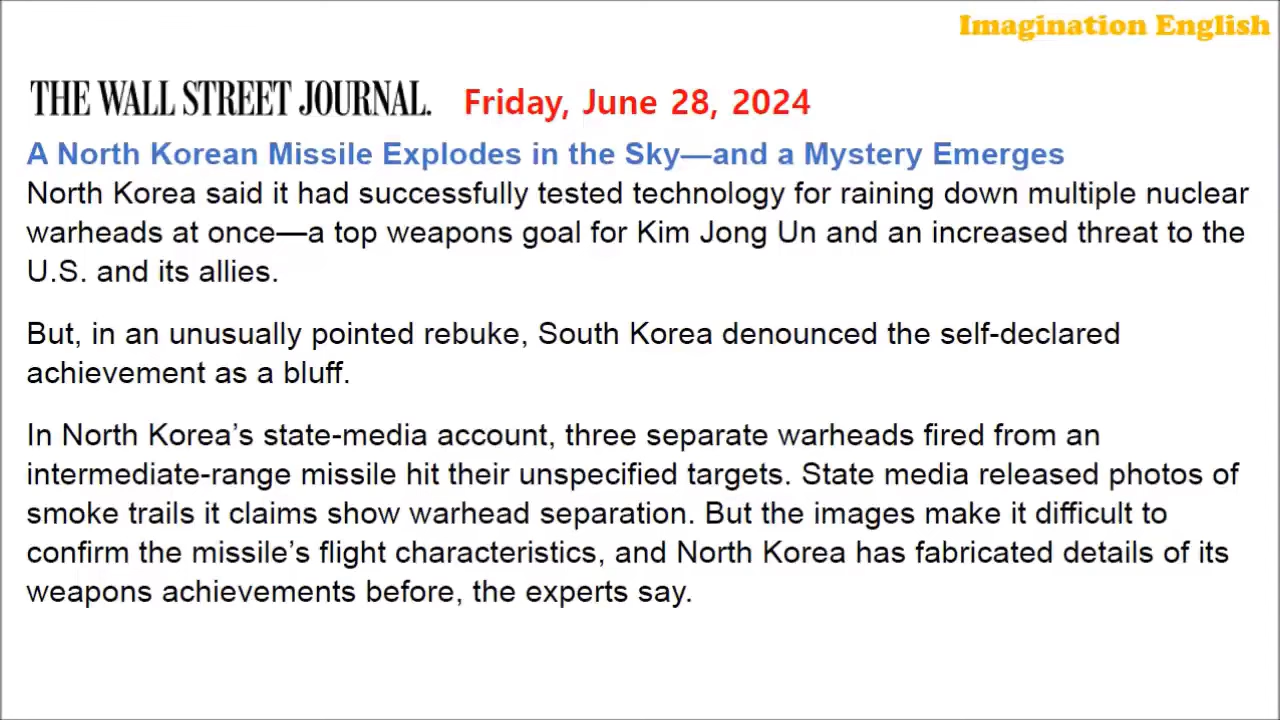 Imagination English
THE WALL STREET JOURNAL. Friday, June 28, 2024
A North Korean Missile Explodes in the Sky—and a Mystery Emerges
North Korea said it had successfully tested technology for raining down multiple nuclear
warheads at once—a top weapons goal for Kim Jong Un and an increased threat to the
U.S. and its allies.
But, in an unusually pointed rebuke, South Korea denounced the self-declared
achievement as a bluff.
In North Korea’s state-media account, three separate warheads fired from an
intermediate-range missile hit their unspecified targets. State media released photos of
smoke trails it claims show warhead separation. But the images make it difficult to
confirm the missile’s flight characteristics, and North Korea has fabricated details of its
weapons achievements before, the experts say.